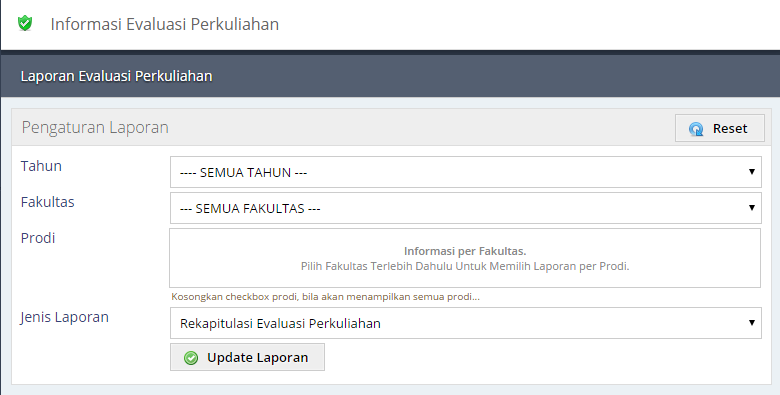 Informasi Evaluasi Perkuliahan
Laporan Evaluasi Perkuliahan
Pengaturan Laporan
Reset
Tahun
---- SEMUA TAHUN ---
Fakultas
--- SEMUA FAKULTAS ---
Prodi
Informasi per Fakultas.
Pilih Fakultas Terlebih Dahulu Untuk Memilih Laporan per Prodi.
Kosongkan checkbox prodi, bila akan menampilkan semua prodi...
Jenis Laporan
Rekapitulasi Evaluasi Perkuliahan
Update Laporan